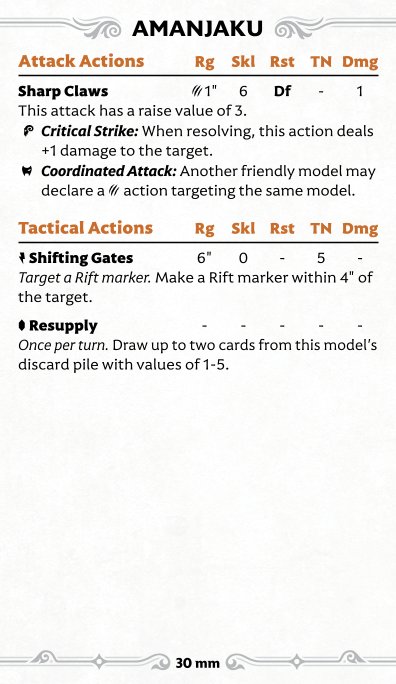 AMANJAKU
Attack Actions Rg Skl Rst TN Dmg
Sharp Claws 1" 6 Df - 1
This attack has a raise value of 3.
Critical Strike: When resolving, this action deals
+1 damage to the target.
Coordinated Attack: Another friendly model may
declare a action targeting the same model.
Tactical Actions Rg Skl Rst TN Dmg
Shifting Gates 6" 0 - 5 -
Target a Rift marker. Make a Rift marker within 4" of
the target.
Resupply - - - - -
Once per turn. Draw up to two cards from this model's
discard pile with values of 1-5.
30 mm